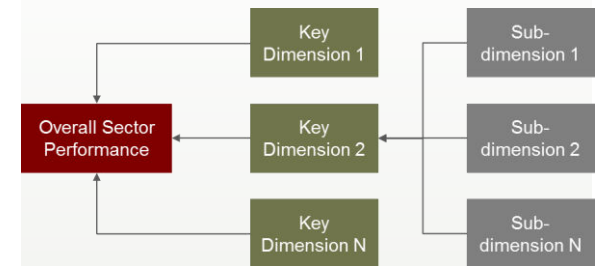 Key
Dimension 1
Sub-
dimension 1
Overall Sector
Performance
Key
Dimension 2
Sub-
dimension 2
Key
Dimension N
Sub-
dimension N